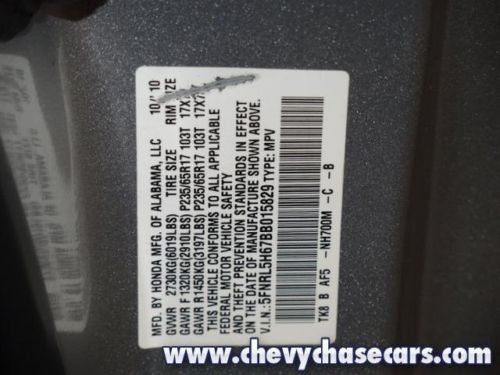 MFD. BY HONDA MFG. OF ALABAMA, LLC 10/10
GVWR 2730KG(6019LBS) TIRE SIZE RIM SIZE
GAWR F 1320KG(2910LBS) P235/65R17 103T 17X7
GAWR R 1450KG(3197LBS) P235/65R17 103T 17X7
THIS VEHICLE CONFORMS TO ALL APPLICABLE
FEDERAL MOTOR VEHICLE SAFETY
AND THEFT PREVENTION STANDARDS IN EFFECT
ON THE DATE OF MANUFACTURE SHOWN ABOVE.
V.I.N.:5FNRL5H67BB015829 TYPE: MPV
TK8 B AF5 -NH700M -C -B
www.chevychasecars.com